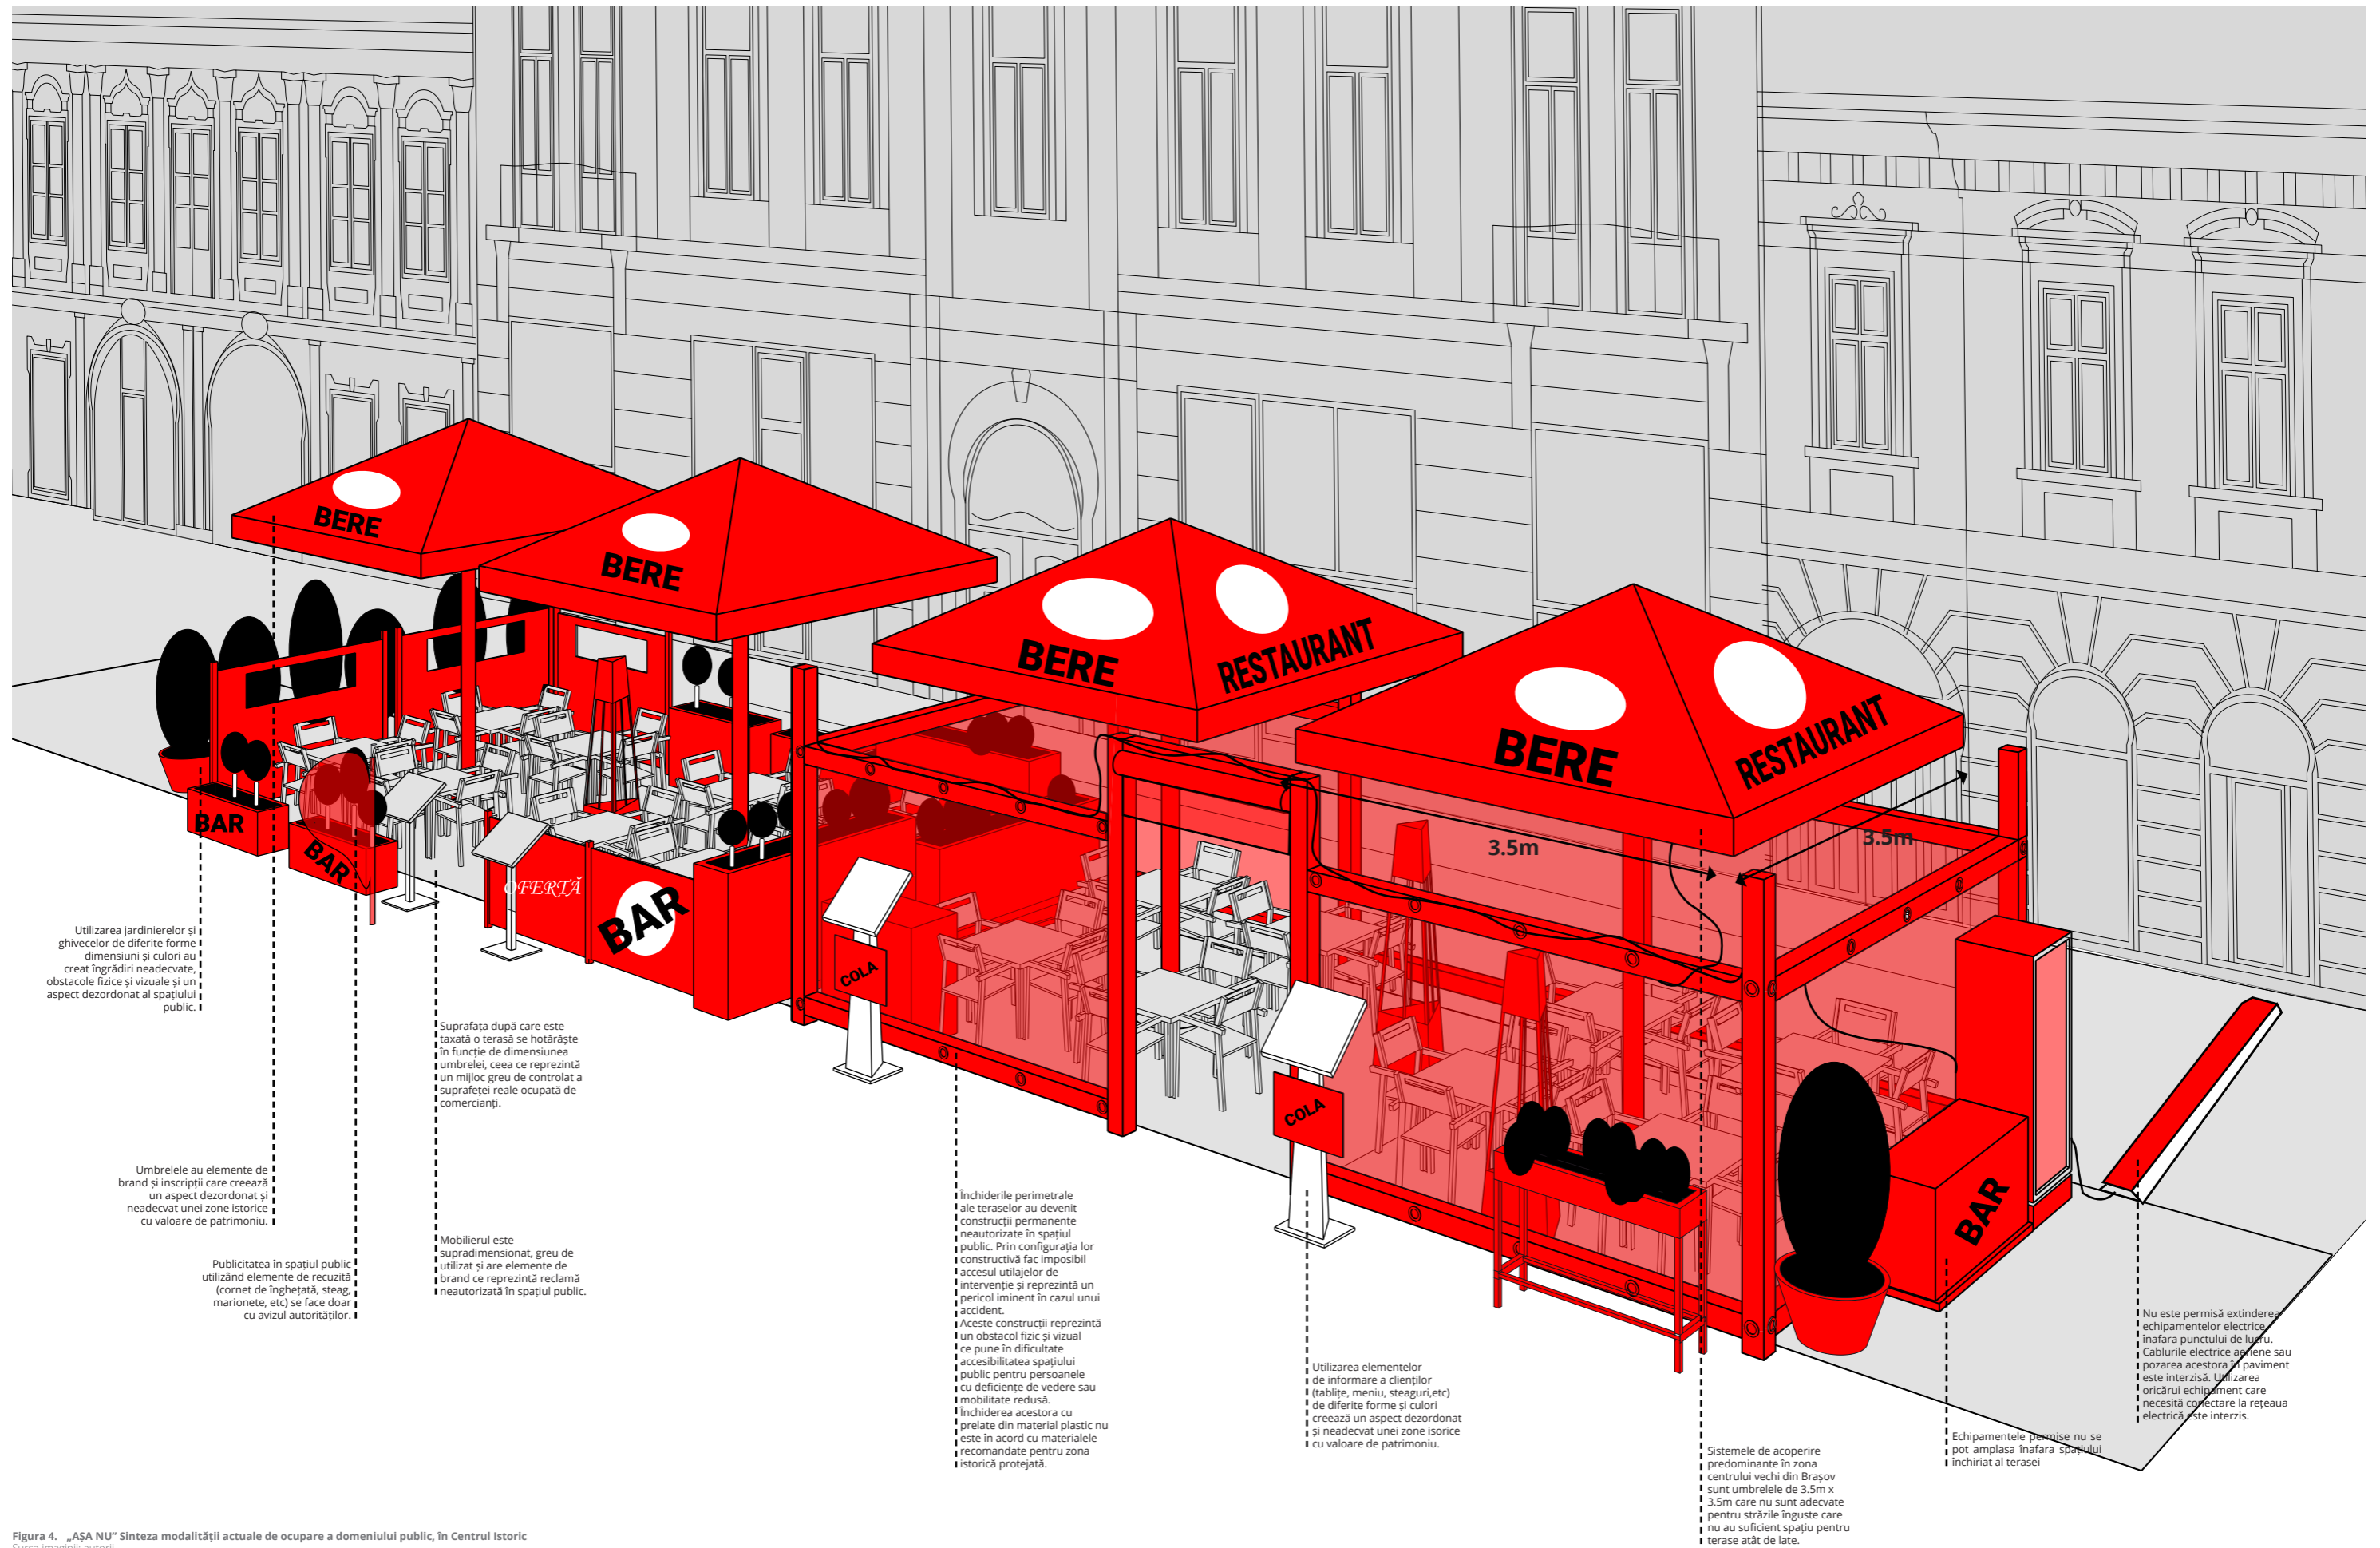 BERE
BERE
BERE
RESTAURANT
BERE
RESTAURANT
3.5m
3.5m
BAR
BAR
OFERTĂ
BAR
COLA
COLA
BAR
Utilizarea jardinierelor și
ghivecelor de diferite forme
dimensiuni și culori au
creat îngrădiri neadecvate,
obstacole fizice și vizuale și un
aspect dezordonat al spațiului
public.
Suprafața după care este
taxată o terasă se hotărăște
în funcție de dimensiunea
umbrelei, ceea ce reprezintă
un mijloc greu de controlat a
suprafeței reale ocupată de
comercianți.
Umbrelele au elemente de
brand și inscripții care creează
un aspect dezordonat și
neadecvat unei zone istorice
cu valoare de patrimoniu.
Publicitatea în spațiul public
utilizând elemente de recuzită
(cornet de înghețată, steag,
marionete, etc) se face doar
cu avizul autorităților.
Mobilierul este
supradimensionat, greu de
utilizat și are elemente de
brand ce reprezintă reclamă
neautorizată în spațiul public.
Închiderile perimetrale
ale teraselor au devenit
construcții permanente
neautorizate în spațiul
public. Prin configurația lor
constructivă fac imposibil
accesul utilajelor de
intervenție și reprezintă un
pericol iminent în cazul unui
accident.
Aceste construcții reprezintă
un obstacol fizic și vizual
ce pune în dificultate
accesibilitatea spațiului
public pentru persoanele
cu deficiențe de vedere sau
mobilitate redusă.
Închiderea acestora cu
prelate din material plastic nu
este în acord cu materialele
recomandate pentru zona
istorică protejată.
Utilizarea elementelor
de informare a clienților
(tablițe, meniu, steaguri,etc)
de diferite forme și culori
creează un aspect dezordonat
și neadecvat unei zone isorice
cu valoare de patrimoniu.
Sistemele de acoperire
predominante în zona
centrului vechi din Brașov
sunt umbrelele de 3.5m x
3.5m care nu sunt adecvate
pentru străzile înguste care
nu au suficient spațiu pentru
terase atât de late.
Echipamentele permise nu se
pot amplasa înafara spațiului
închiriat al terasei
Nu este permisă extinderea
echipamentelor electrice
înafara punctului de lucru.
Cablurile electrice aeriene sau
pozarea acestora în paviment
este interzisă. Utilizarea
oricărui echipament care
necesită conectare la rețeaua
electrică este interzis.
Figura 4. „AȘA NU” Sinteza modalității actuale de ocupare a domeniului public, în Centrul Istoric
Sursa imaginii: autorii